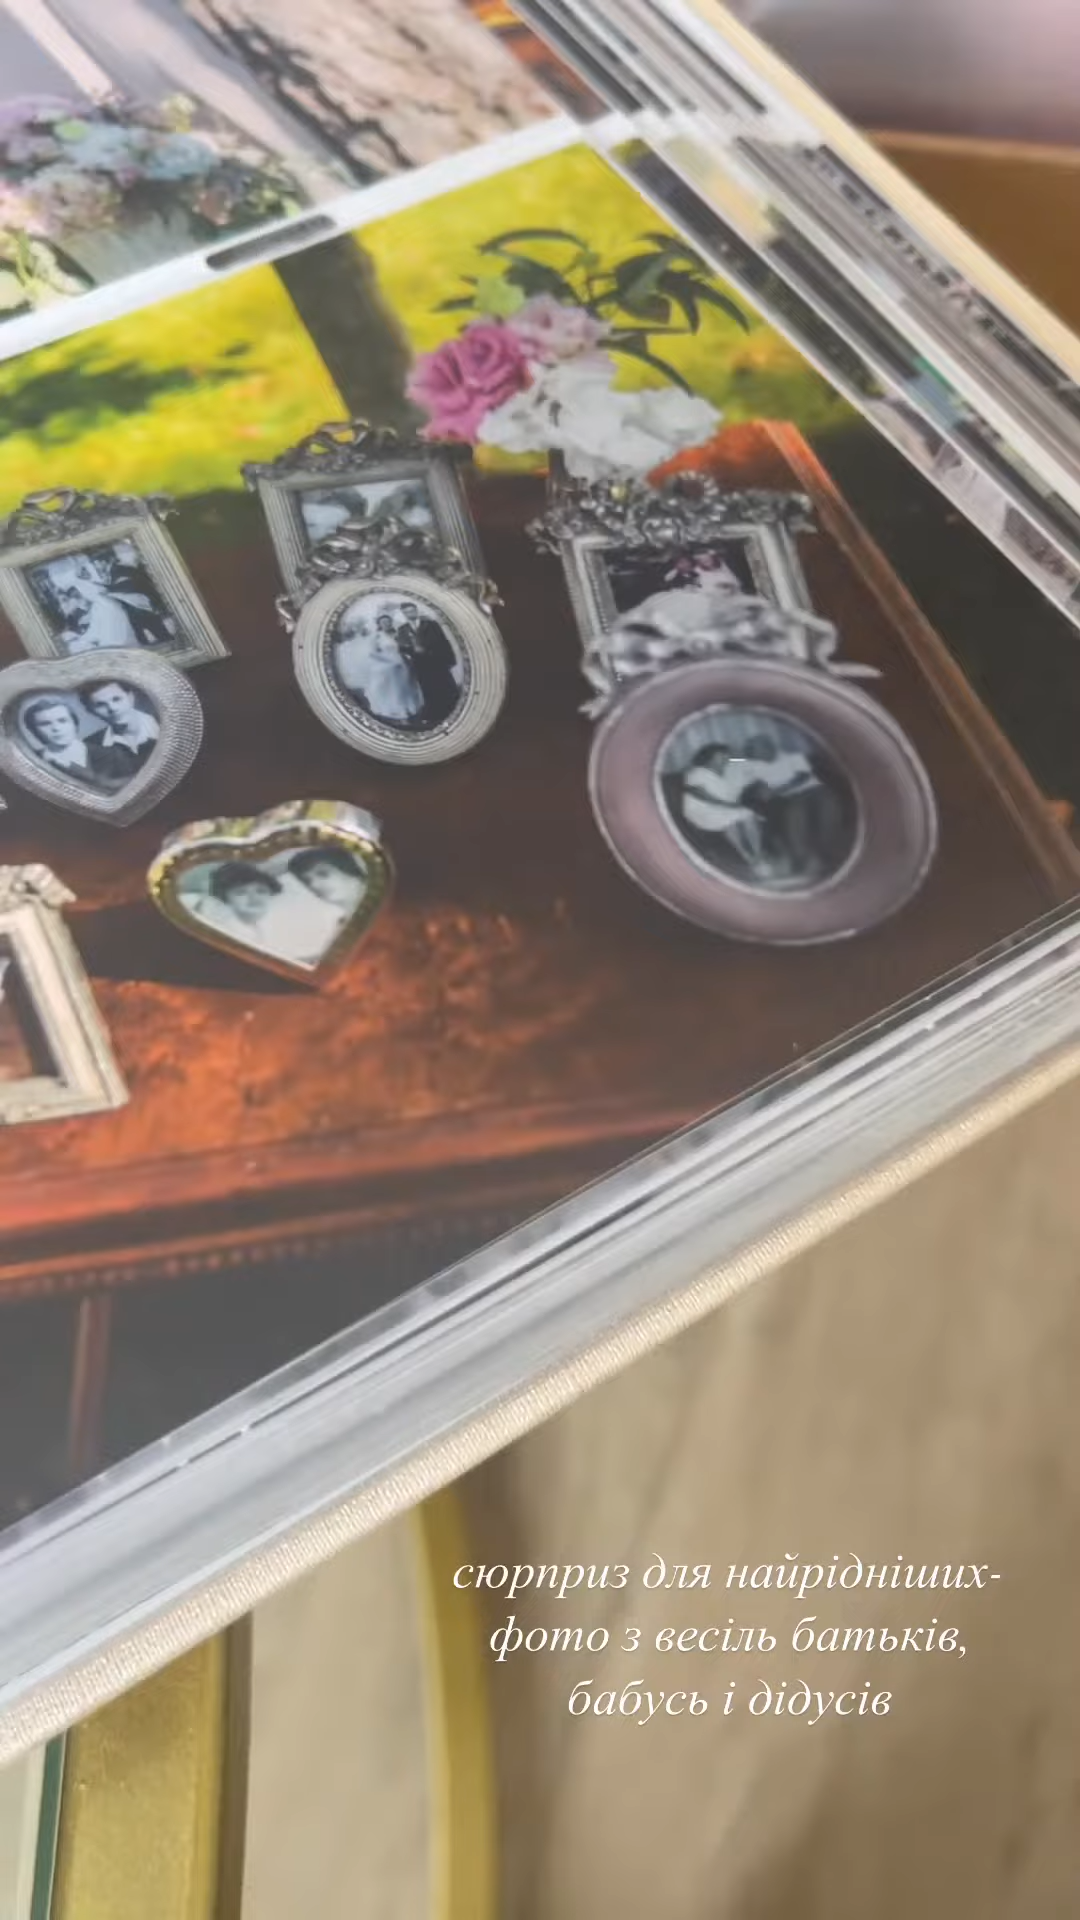 сюрприз для найрідніших-
фото з весіль батьків,
бабусь і дідусів